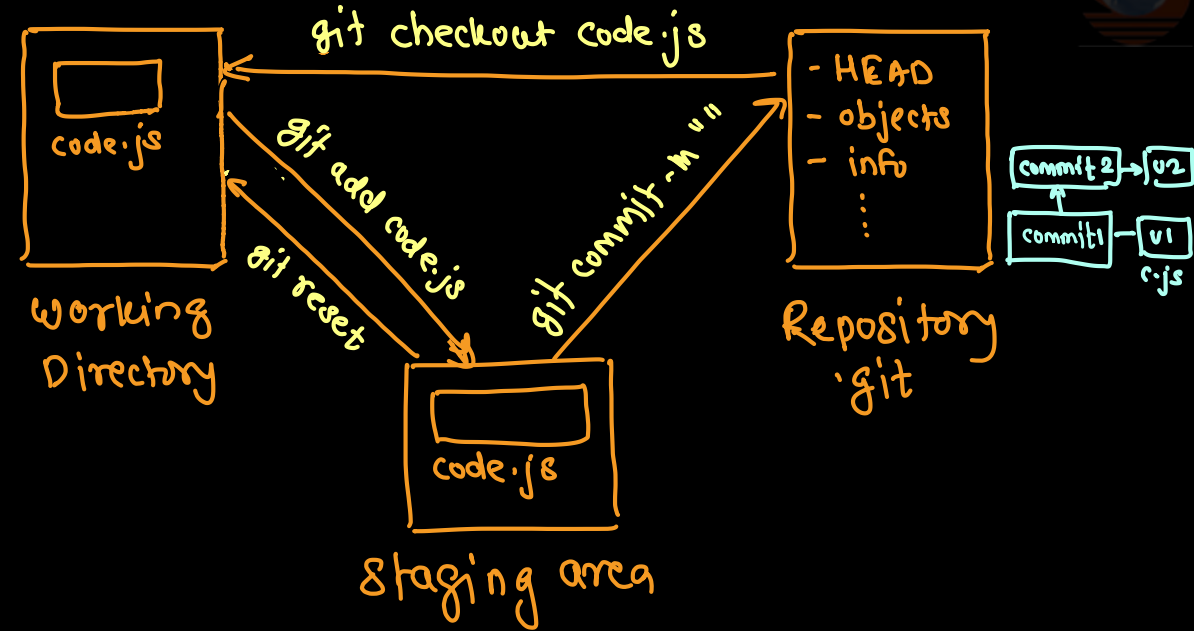 git checkout code.js
code.js
git add code.js
git reset
git commit -m " "
- HEAD
- objects
- info
commit 2
v2
commit1
v1
c.js
Working
Directory
Repository
.git
code.js
Staging area